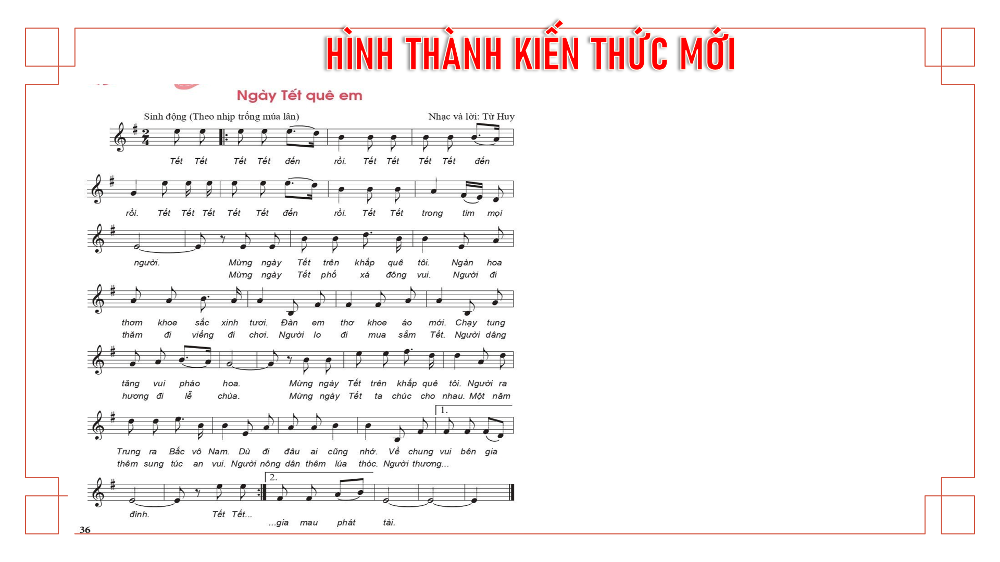 HÌNH THÀNH KIẾN THỨC MỚI
Ngày Tết quê em
Sinh động (Theo nhịp trống múa lân) Nhạc và lời: Từ Huy
2
4
Tết Tết Tết Tết đến rồi. Tết Tết Tết Tết đến
rồi. Tết Tết Tết Tết Tết đến rồi. Tết Tết trong tim mọi
người. Mừng ngày Tết trên khắp quê tôi. Ngàn hoa
Mừng ngày Tết phố xá đông vui. Người đi
thơm khoe sắc xinh tươi. Đàn em thơ khoe áo mới. Chạy tung
thăm đi viếng đi chơi. Người lo đi mua sắm Tết. Người dâng
tăng vui pháo hoa. Mừng ngày Tết trên khắp quê tôi. Người ra
hương đi lễ chùa. Mừng ngày Tết ta chúc cho nhau. Một năm
1.
Trung ra Bắc vô Nam. Dù đi đâu ai cũng nhớ. Về chung vui bên gia
thêm sung túc an vui. Người nông dân thêm lúa thóc. Người thương...
2.
đình. Tết Tết...
...gia mau phát tài.
36